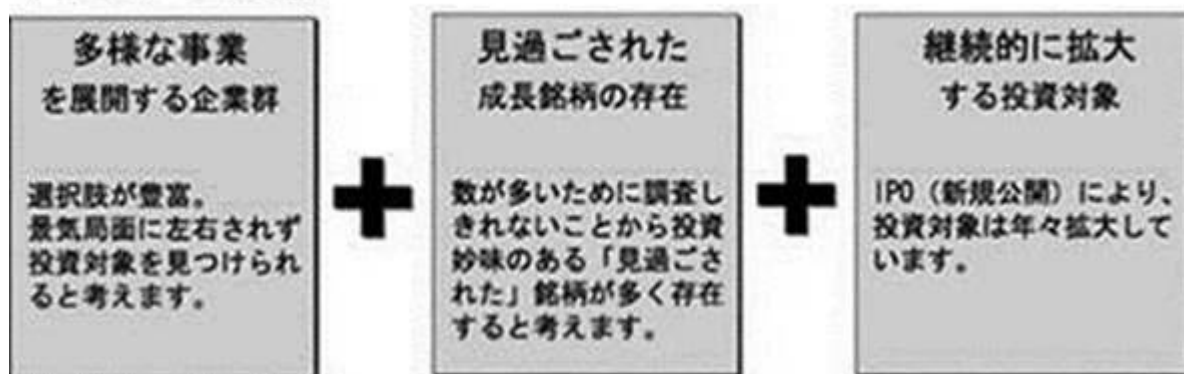 多様な事業
を展開する企業群
選択肢が豊富。
景気局面に左右されず
投資対象を見つけられ
ると考えます。
見過ごされた
成長銘柄の存在
数が多いために調査し
きれないことから投資
妙味のある「見過ごさ
れた」銘柄が多く存在
すると考えます。
継続的に拡大
する投資対象
IPO（新規公開）により、
投資対象は年々拡大して
います。